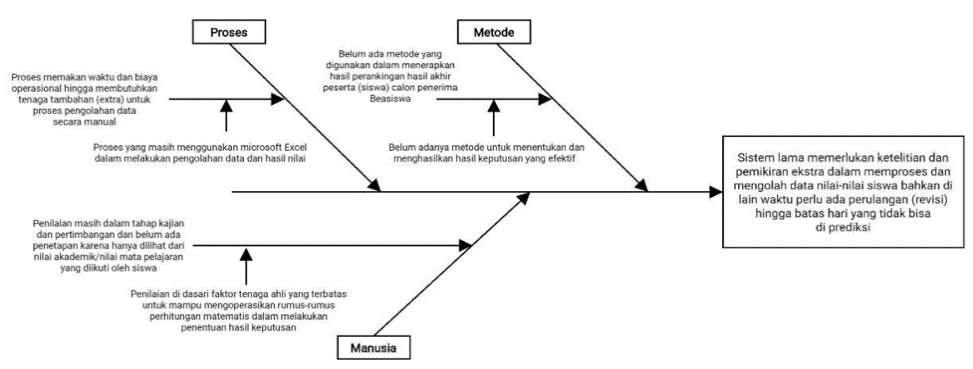 Proses
Metode
Proses memakan waktu dan biaya
operasional hingga membutuhkan
tenaga tambahan (extra) untuk
proses pengolahan data
secara manual
Proses yang masih menggunakan microsoft Excel
dalam melakukan pengolahan data dan hasil nilai
Belum ada metode yang
digunakan dalam menerapkan
hasil perankingan hasil akhir
peserta (siswa) calon penerima
Beasiswa
Belum adanya metode untuk menentukan dan
menghasilkan hasil keputusan yang efektif
Sistem lama memerlukan ketelitian dan
pemikiran ekstra dalam memproses dan
mengolah data nilai-nilai siswa bahkan di
lain waktu perlu ada perulangan (revisi)
hingga batas hari yang tidak bisa
di prediksi
Penilaian masih dalam tahap kajian
dan pertimbangan dan belum ada
penetapan karena hanya dilihat dari
nilai akademik/nilai mata pelajaran
yang diikuti oleh siswa
Penilaian di dasari faktor tenaga ahli yang terbatas
untuk mampu mengoperasikan rumus-rumus
perhitungan matematis dalam melakukan
penentuan hasil keputusan
Manusia